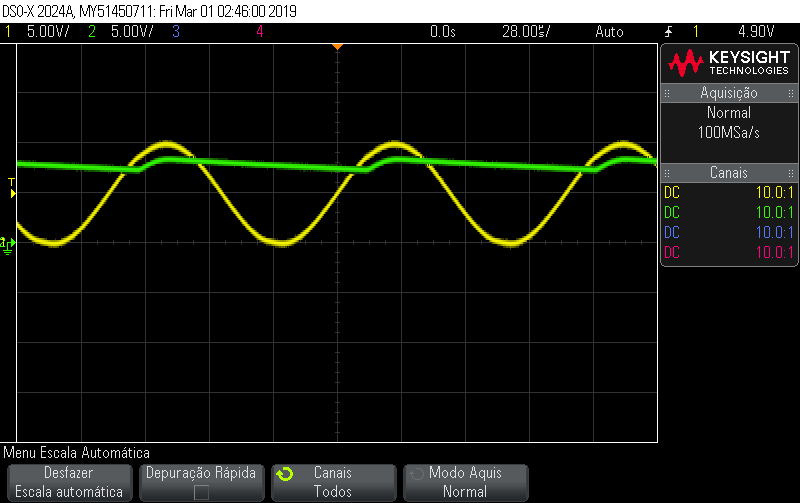 DSO-X 2024A, MY51450711: Fri Mar 01 02:46:00 2019
1 5.00V/ 2 5.00V/ 3 4 0.0s 28.00us/ Auto 1 4.90V
KEYSIGHT
TECHNOLOGIES
Aquisição
Normal
100MSa/s
Canais
DC 10.0:1
DC 10.0:1
DC 10.0:1
DC 10.0:1
T
Menu Escala Automática
Desfazer
Escala automática
Depuração Rápida
Canais
Todos
Modo Aquis
Normal